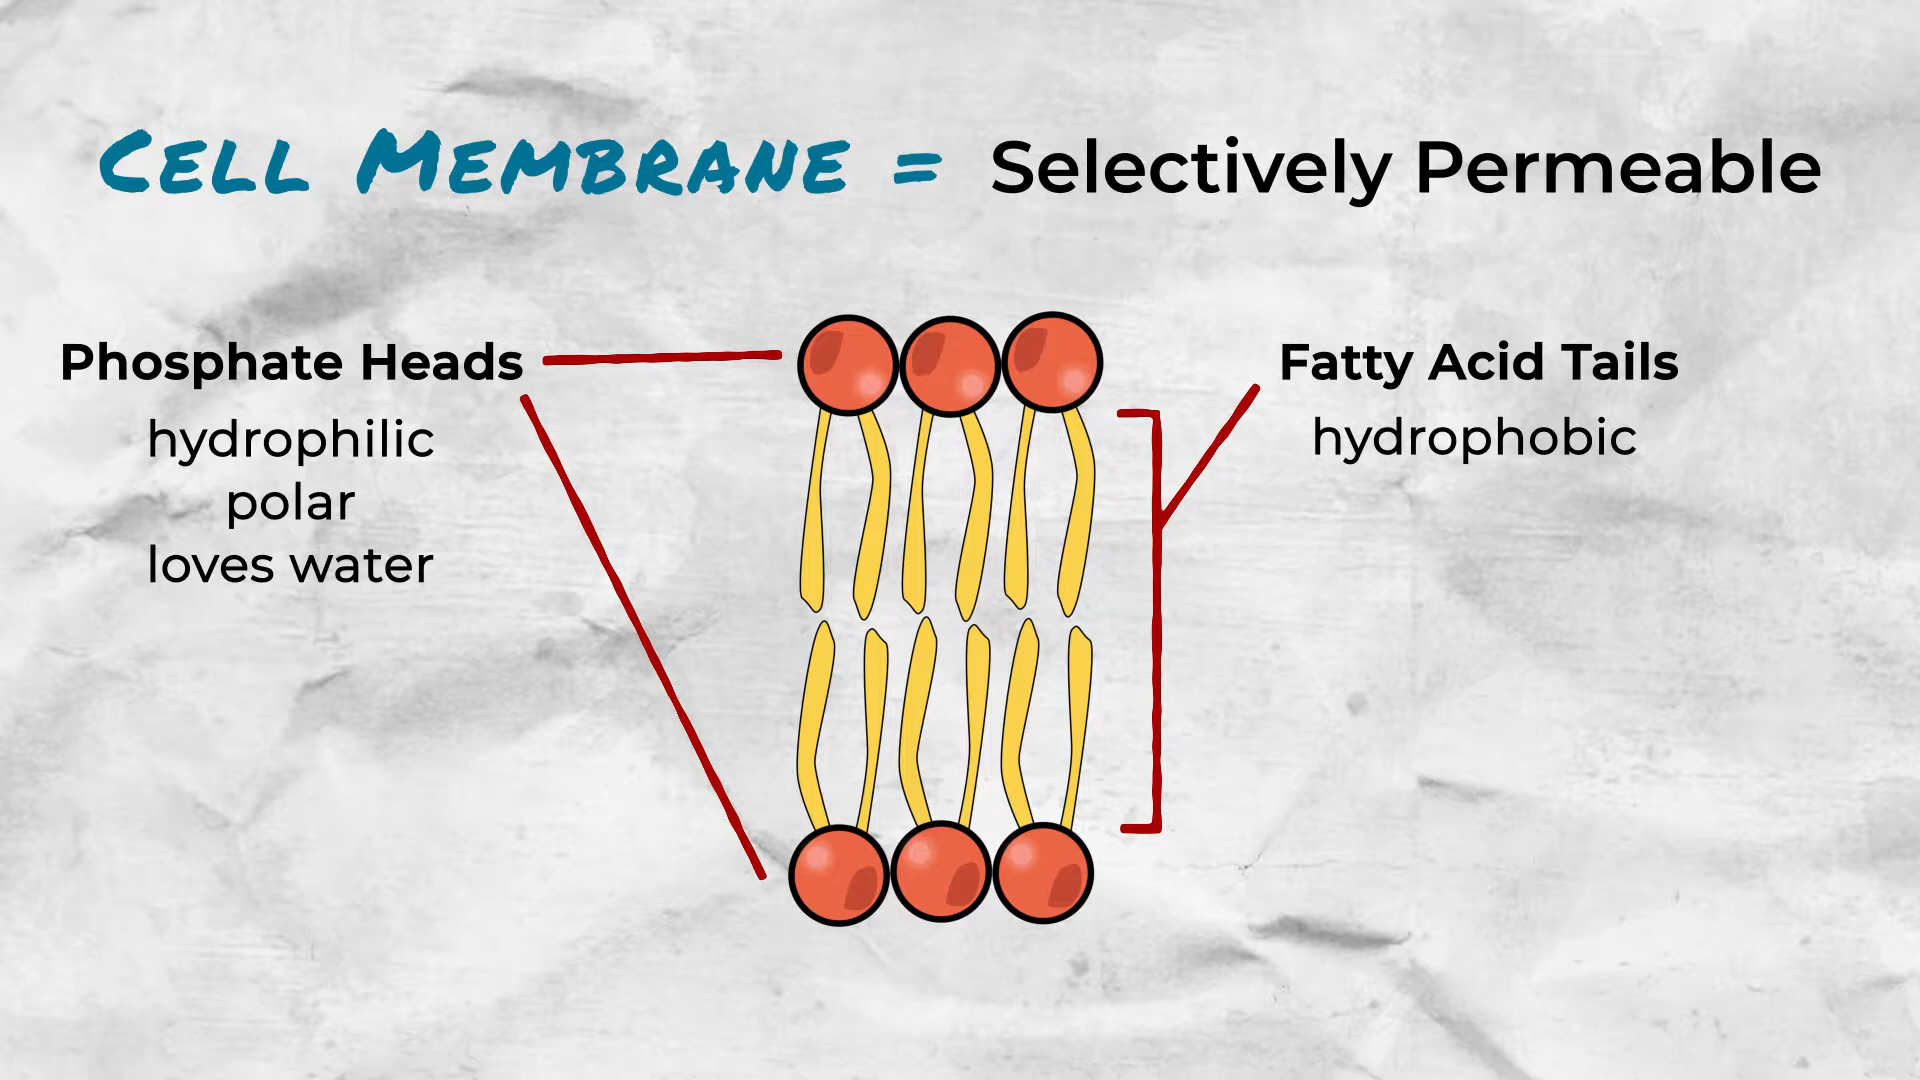 Cell Membrane = Selectively Permeable
Phosphate Heads
hydrophilic
polar
loves water
Fatty Acid Tails
hydrophobic